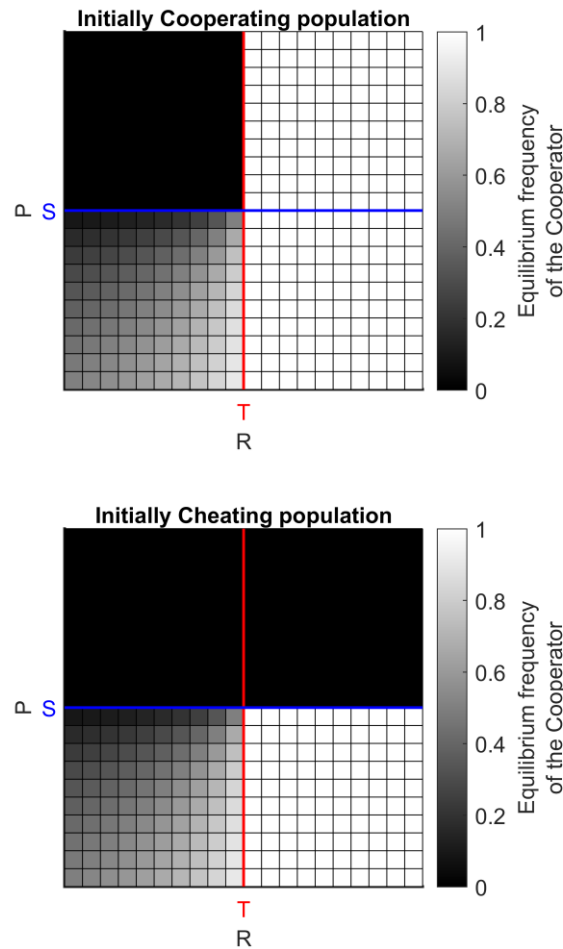 Initially Cooperating population
P
S
T
R
1
0.8
0.6
0.4
0.2
0
Equilibrium frequency
of the Cooperator
Initially Cheating population
P
S
T
R
1
0.8
0.6
0.4
0.2
0
Equilibrium frequency
of the Cooperator